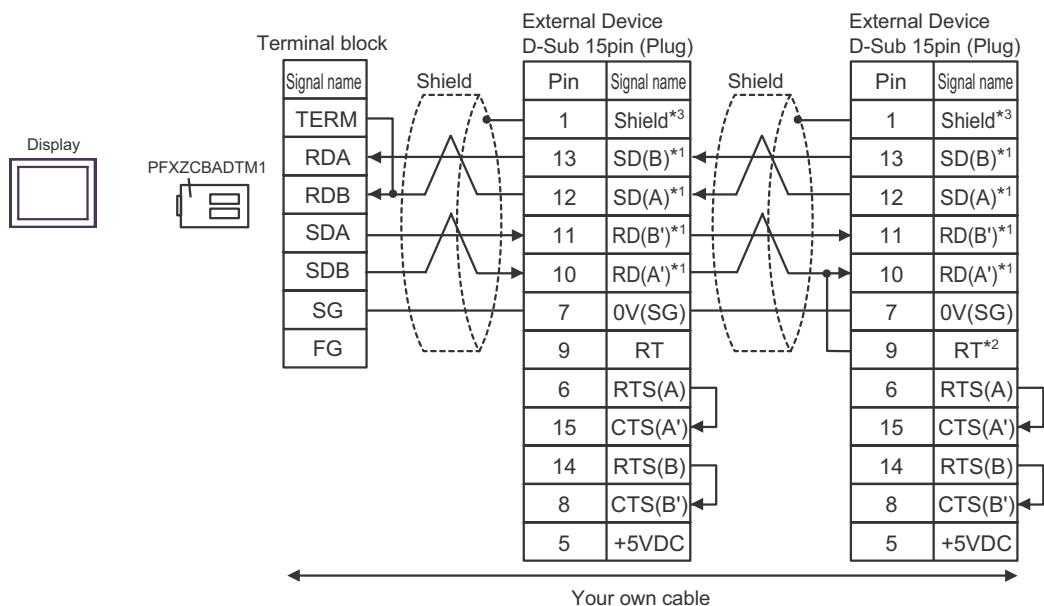 Display
PFXZCBADTM1
Terminal block
Signal name
TERM
RDA
RDB
SDA
SDB
SG
FG
Shield
External Device
D-Sub 15pin (Plug)
Pin Signal name
1 Shield*3
13 SD(B)*1
12 SD(A)*1
11 RD(B')*1
10 RD(A')*1
7 0V(SG)
9 RT
6 RTS(A)
15 CTS(A')
14 RTS(B)
8 CTS(B')
5 +5VDC
Shield
External Device
D-Sub 15pin (Plug)
Pin Signal name
1 Shield*3
13 SD(B)*1
12 SD(A)*1
11 RD(B')*1
10 RD(A')*1
7 0V(SG)
9 RT*2
6 RTS(A)
15 CTS(A')
14 RTS(B)
8 CTS(B')
5 +5VDC
Your own cable